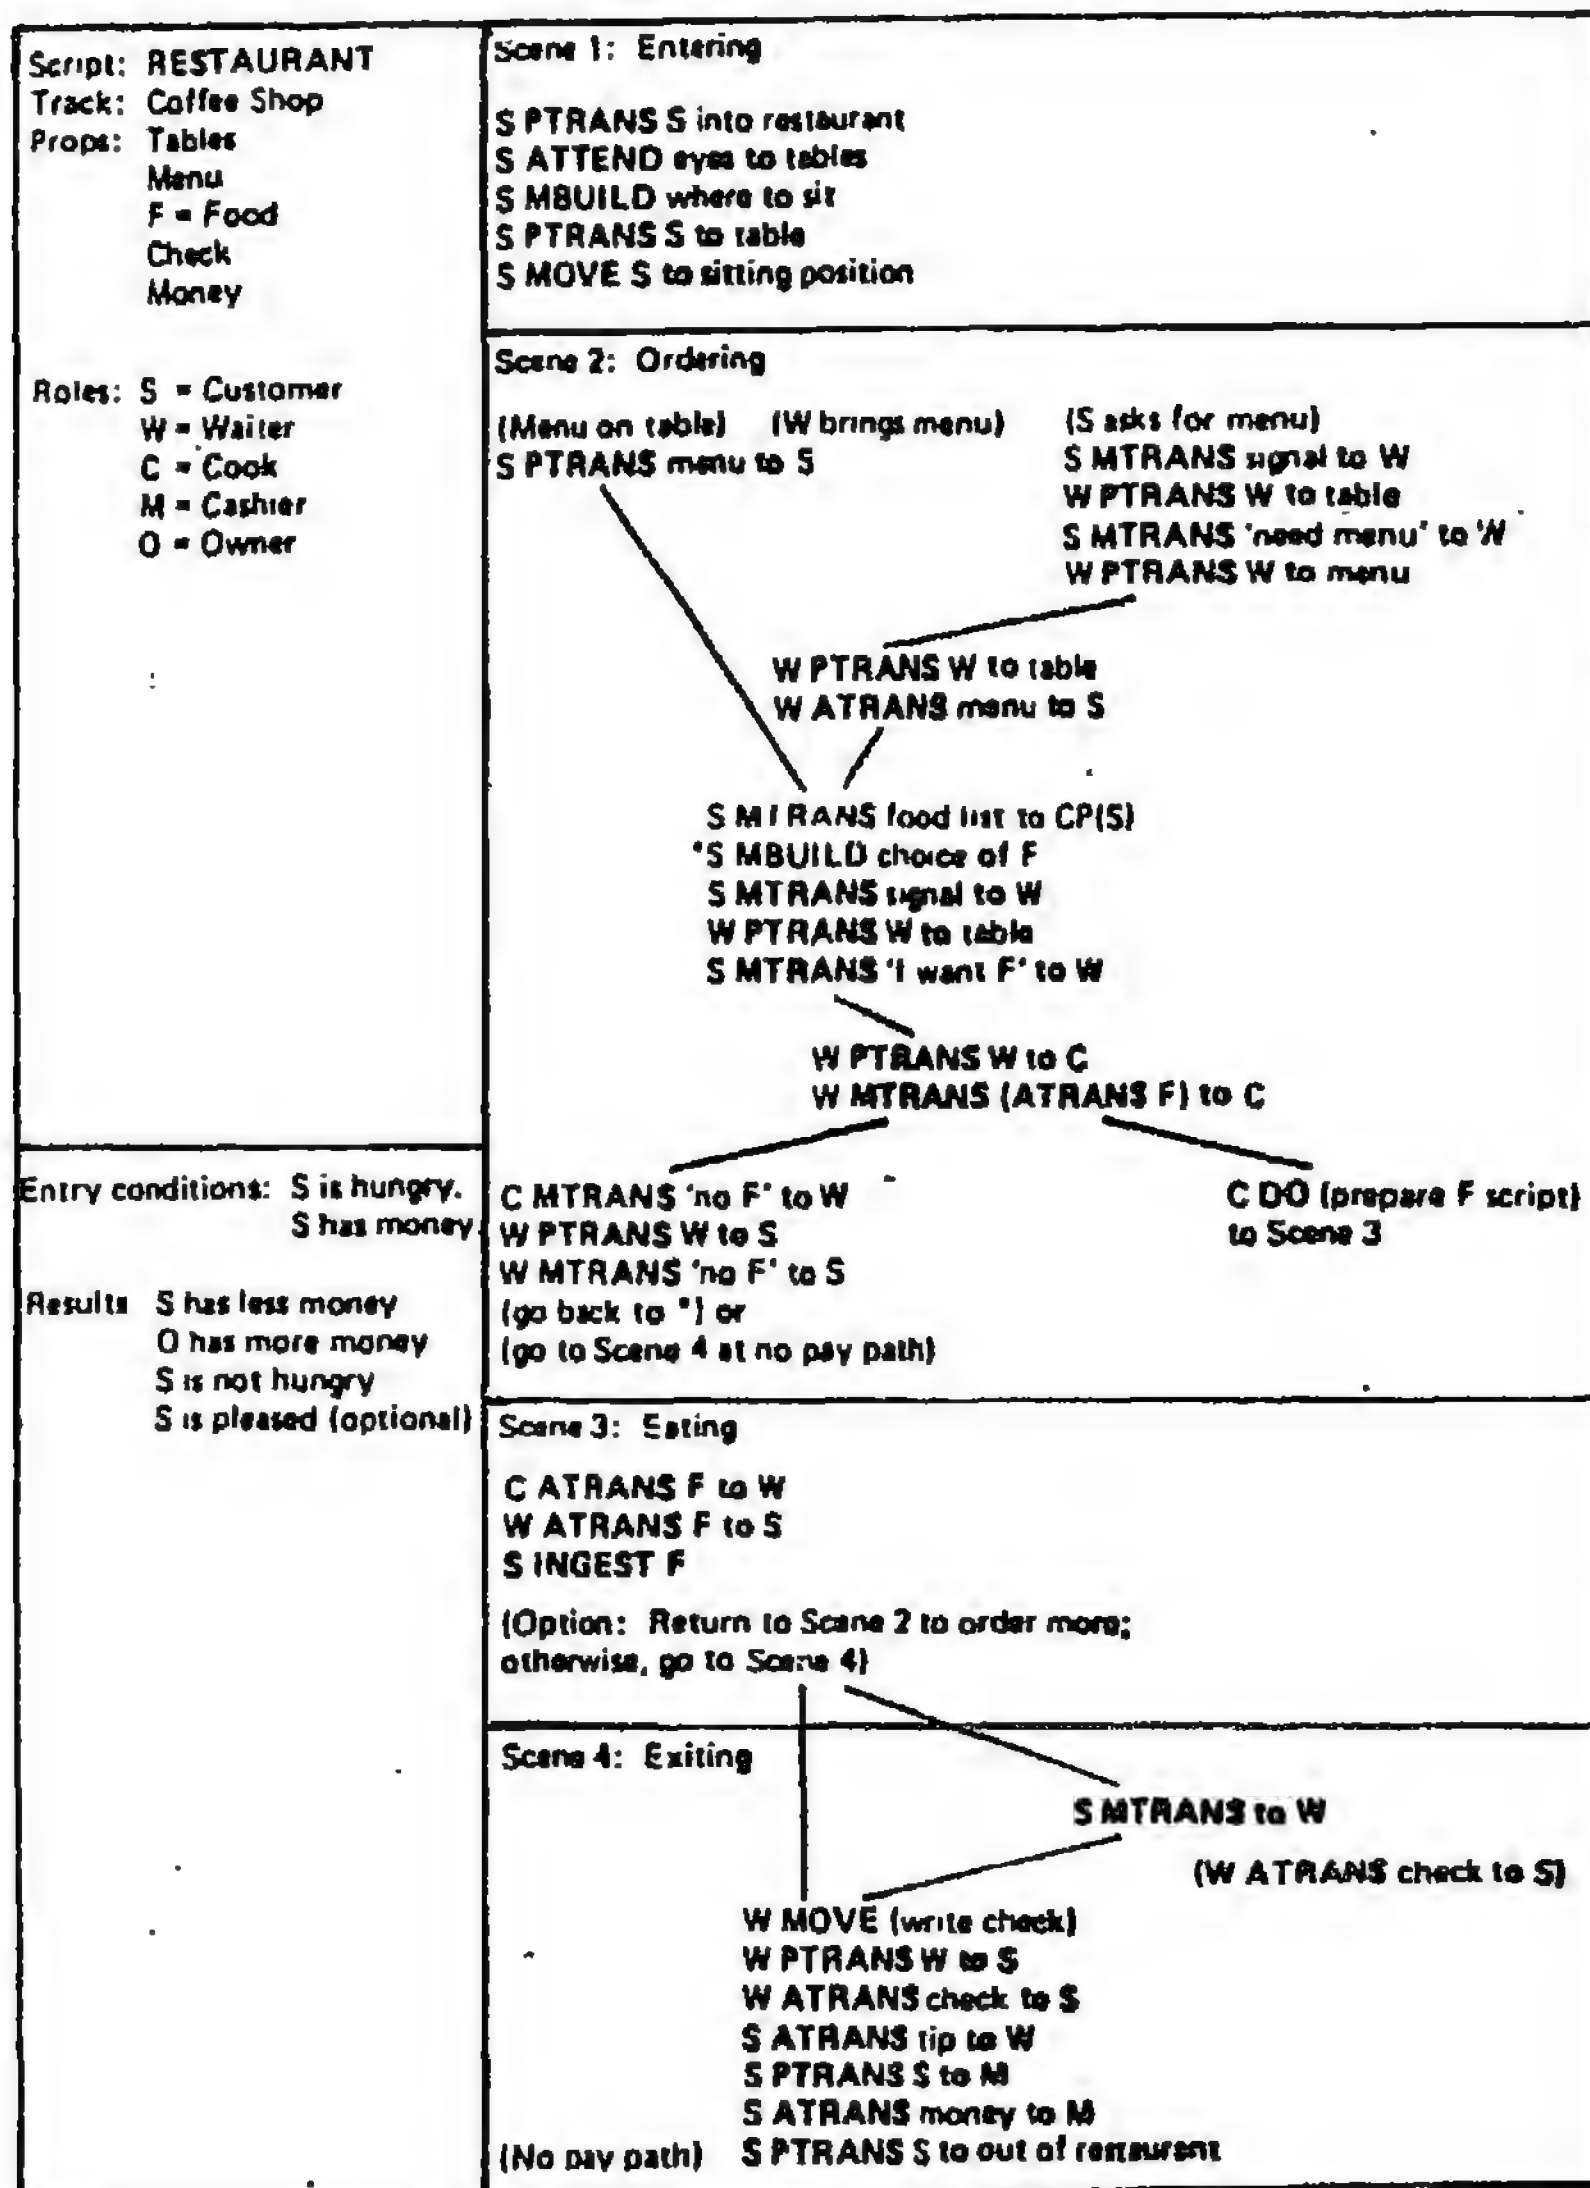 Script: RESTAURANT
Track: Coffee Shop
Props: Tables
Menu
F = Food
Check
Money
Roles: S = Customer
W = Waiter
C = Cook
M = Cashier
O = Owner
Entry conditions: S is hungry.
S has money.
Results S has less money
O has more money
S is not hungry
S is pleased (optional)
Scene 1: Entering
S PTRANS S into restaurant
S ATTEND eyes to tables
S MBUILD where to sit
S PTRANS S to table
S MOVE S to sitting position
Scene 2: Ordering
(Menu on table) (W brings menu) (S asks for menu)
S PTRANS menu to S
S MTRANS signal to W
W PTRANS W to table
S MTRANS 'need menu' to W
W PTRANS W to menu
W PTRANS W to table
W ATRANS menu to S
S MTRANS food list to CP(S)
*S MBUILD choice of F
S MTRANS signal to W
W PTRANS W to table
S MTRANS 'I want F' to W
W PTRANS W to C
W MTRANS (ATRANS F) to C
C MTRANS 'no F' to W
W PTRANS W to S
W MTRANS 'no F' to S
(go back to *) or
(go to Scene 4 at no pay path)
C DO (prepare F script)
to Scene 3
Scene 3: Eating
C ATRANS F to W
W ATRANS F to S
S INGEST F
(Option: Return to Scene 2 to order more;
otherwise, go to Scene 4)
Scene 4: Exiting
S MTRANS to W
(W ATRANS check to S)
W MOVE (write check)
W PTRANS W to S
W ATRANS check to S
S ATRANS tip to W
S PTRANS S to M
S ATRANS money to M
(No pay path) S PTRANS S to out of restaurant